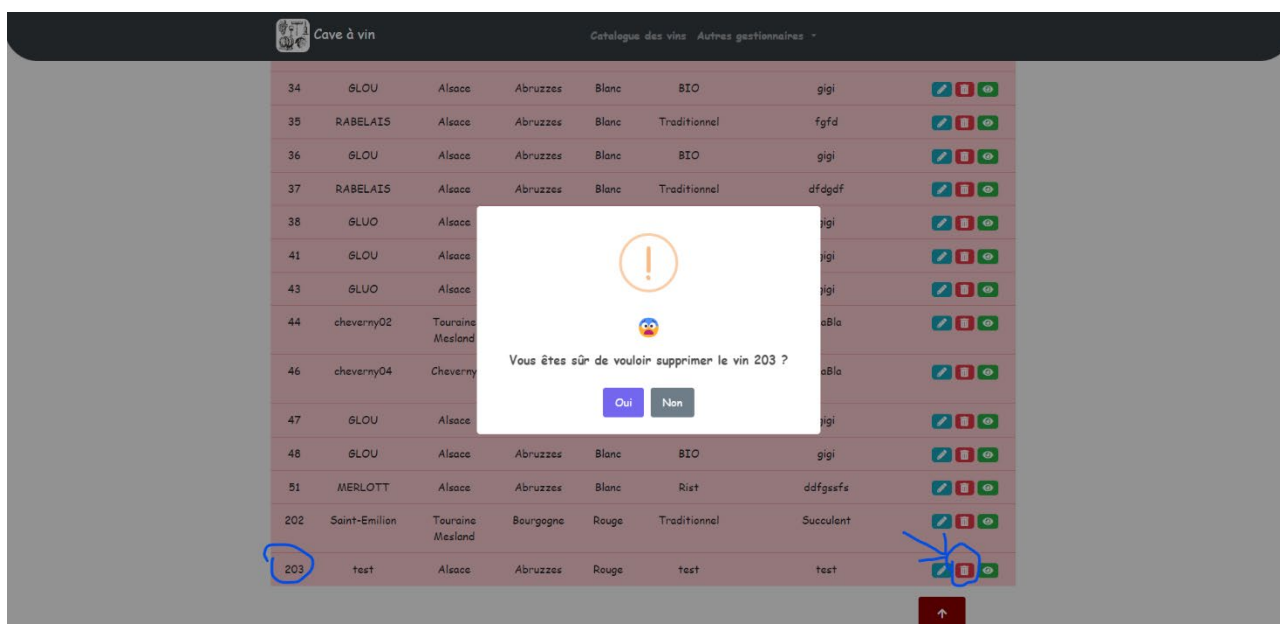 Cave à vin Catalogue des vins Autres gestionnaires
34 GLOU Alsace Abruzzes Blanc BIO gigi
35 RABELAIS Alsace Abruzzes Blanc Traditionnel fgfd
36 GLOU Alsace Abruzzes Blanc BIO gigi
37 RABELAIS Alsace Abruzzes Blanc Traditionnel dfdgdf
38 GLUO Alsace
41 GLOU Alsace
43 GLUO Alsace
44 cheverny02 Touraine aBla
Mesland
46 cheverny04 Cheverny aBla
47 GLOU Alsace
48 GLOU Alsace Abruzzes Blanc BIO gigi
51 MERLOTT Alsace Abruzzes Blanc Rist ddfgssfs
202 Saint-Emilion Touraine Bourgogne Rouge Traditionnel Succulent
Mesland
203 test Alsace Abruzzes Rouge test test
Vous êtes sûr de vouloir supprimer le vin 203 ?
Oui Non